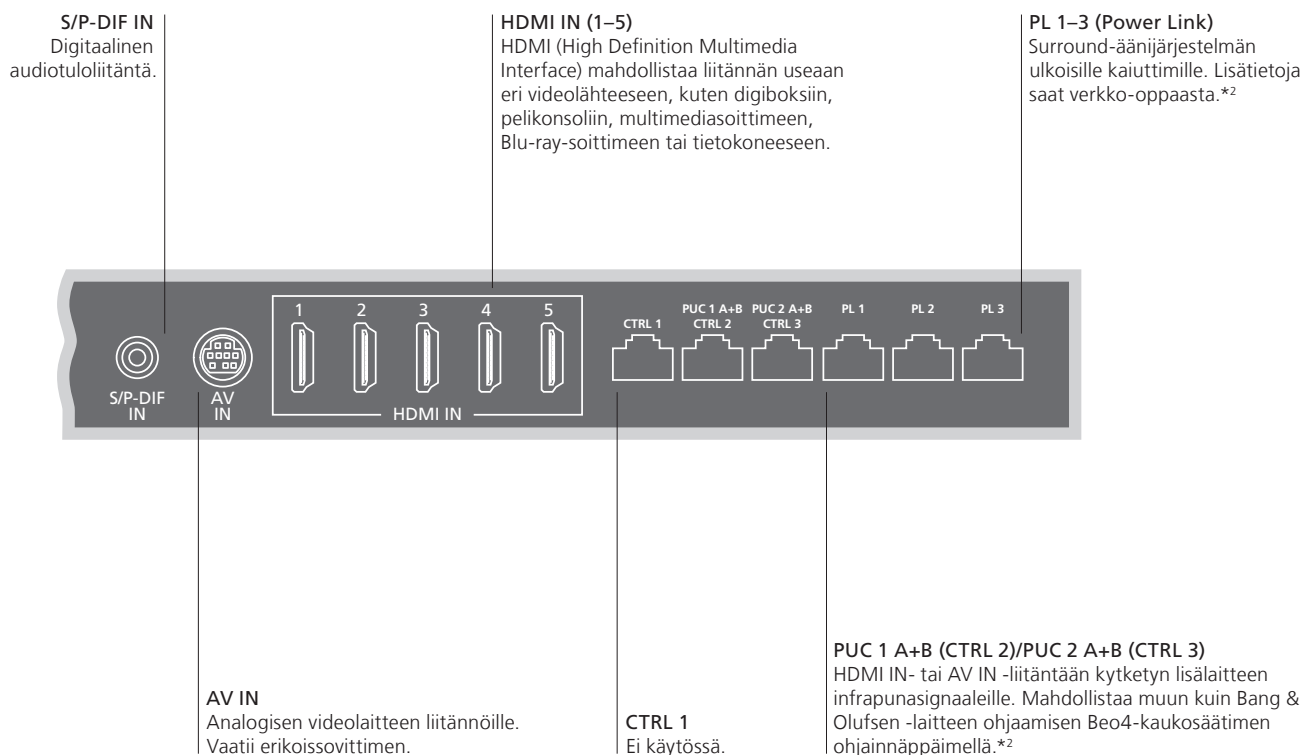 S/P-DIF IN
Digitaalinen
audiotuloliitäntä.
HDMI IN (1–5)
HDMI (High Definition Multimedia
Interface) mahdollistaa liitännän useaan
eri videolähteeseen, kuten digiboksiin,
pelikonsoliin, multimediasoittimeen,
Blu-ray-soittimeen tai tietokoneeseen.
PL 1–3 (Power Link)
Surround-äänijärjestelmän
ulkoisille kaiuttimille. Lisätietoja
saat verkko-oppaasta.*2
1 2 3 4 5
CTRL 1
PUC 1 A+B
CTRL 2
PUC 2 A+B
CTRL 3
PL 1
PL 2
PL 3
S/P-DIF
IN
AV
IN
HDMI IN
AV IN
Analogisen videolaitteen liitännöille.
Vaatii erikoissovittimen.
CTRL 1
Ei käytössä.
PUC 1 A+B (CTRL 2)/PUC 2 A+B (CTRL 3)
HDMI IN- tai AV IN -liitäntään kytketyn lisälaitteen
infrapunasignaaleille. Mahdollistaa muun kuin Bang &
Olufsen -laitteen ohjaamisen Beo4-kaukosäätimen
ohjainnäppäimellä.*2